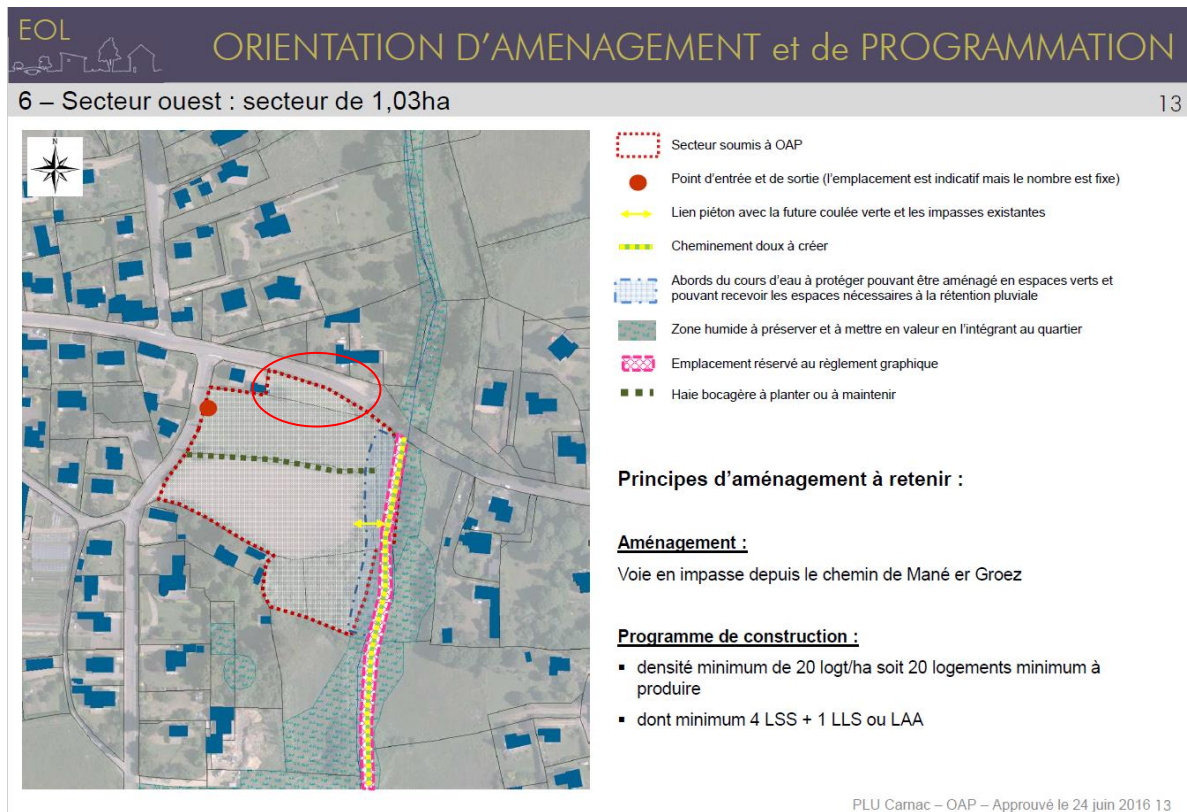 EOL
ORIENTATION D'AMENAGEMENT et de PROGRAMMATION
6 – Secteur ouest : secteur de 1,03ha
13
N
Secteur soumis à OAP
Point d'entrée et de sortie (l'emplacement est indicatif mais le nombre est fixe)
Lien piéton avec la future coulée verte et les impasses existantes
Cheminement doux à créer
Abords du cours d'eau à protéger pouvant être aménagé en espaces verts et
pouvant recevoir les espaces nécessaires à la rétention pluviale
Zone humide à préserver et à mettre en valeur en l'intégrant au quartier
Emplacement réservé au règlement graphique
Haie bocagère à planter ou à maintenir
Principes d'aménagement à retenir :
Aménagement :
Voie en impasse depuis le chemin de Mané er Groez
Programme de construction :
▪ densité minimum de 20 logt/ha soit 20 logements minimum à
produire
▪ dont minimum 4 LSS + 1 LLS ou LAA
PLU Carnac – OAP – Approuvé le 24 juin 2016 13